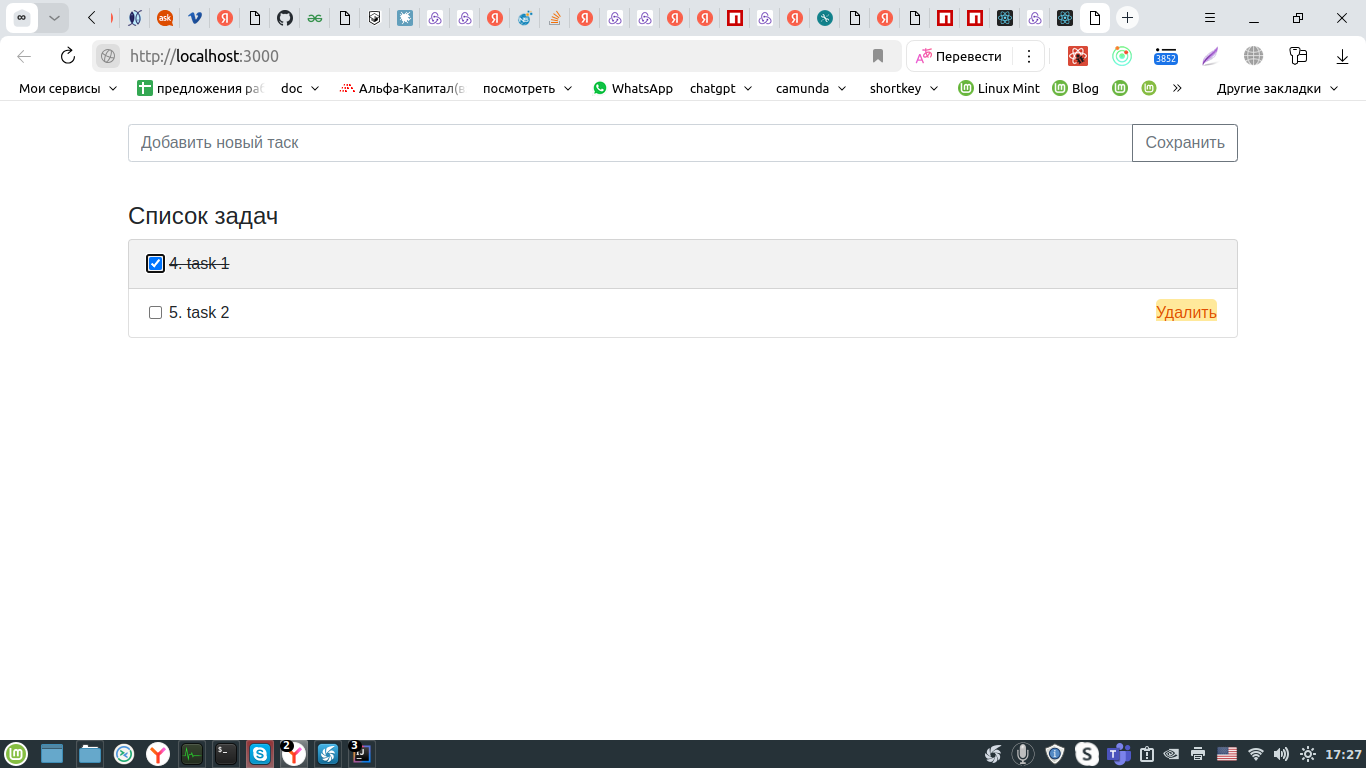 ∞
ask
http://localhost:3000
Перевести
3852
Мои сервисы
предложения раб
doc
Альфа-Капитал(в
посмотреть
WhatsApp
chatgpt
camunda
shortkey
Linux Mint
Blog
»
Другие закладки
Добавить новый таск
Сохранить
Список задач
4. task 1
5. task 2
Удалить
2
3
17:27